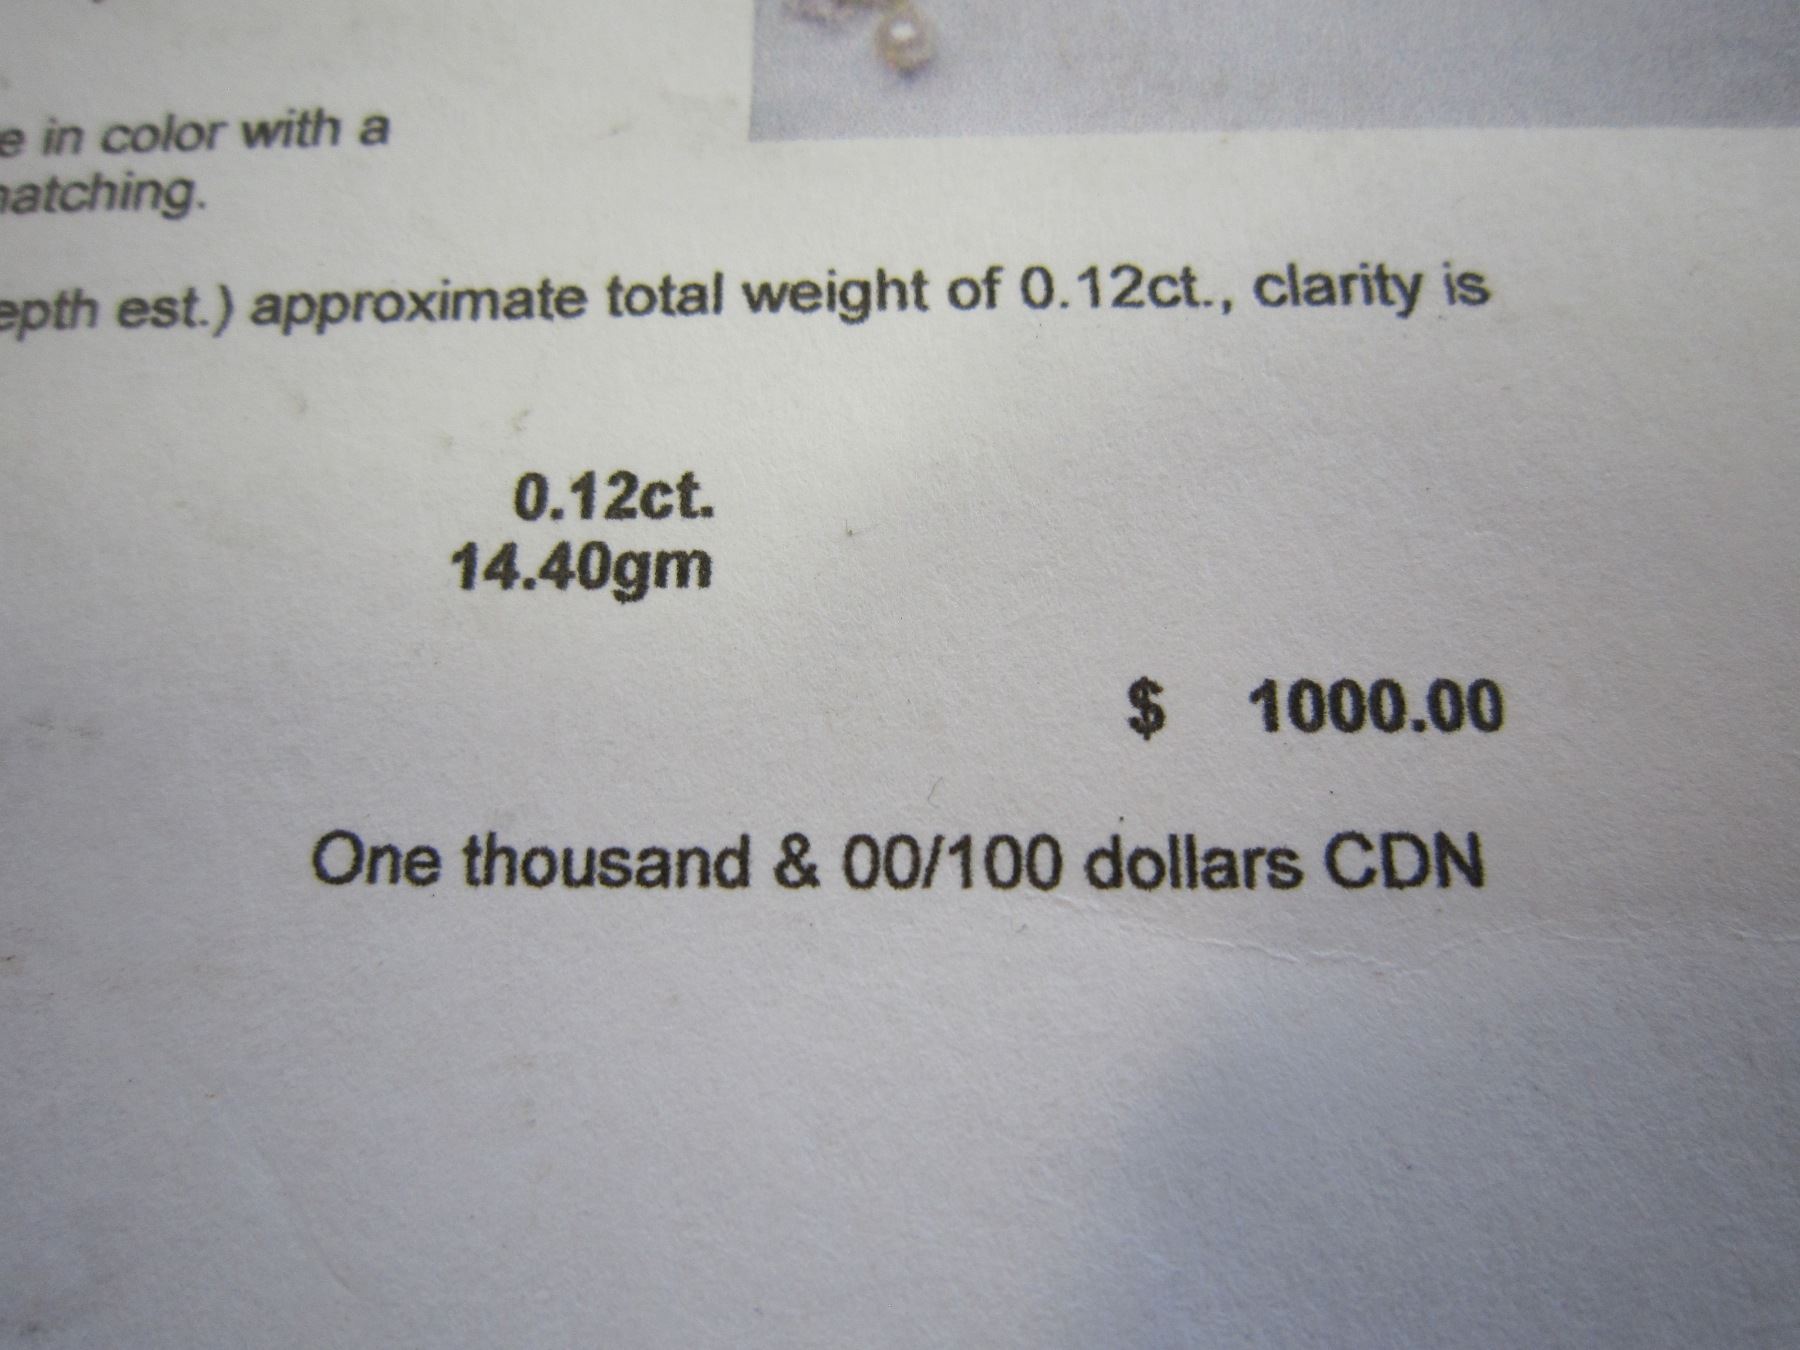 e in color with a
atching.
epth est.) approximate total weight of 0.12ct., clarity is
0.12ct.
14.40gm
$ 1000.00
One thousand & 00/100 dollars CDN